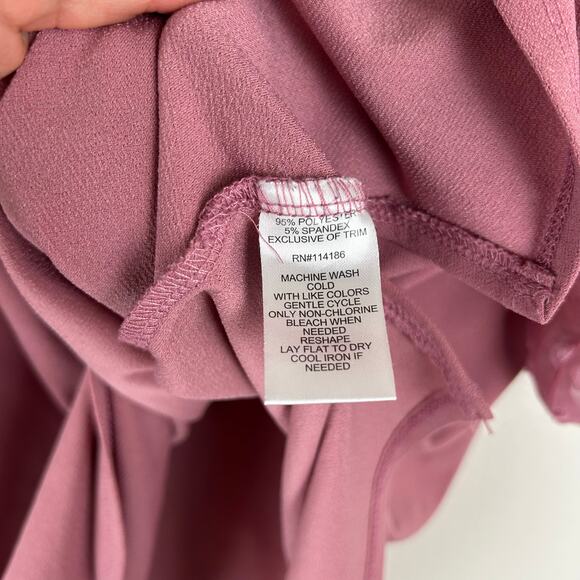 95% POLYESTER
5% SPANDEX
EXCLUSIVE OF TRIM
RN#114186
MACHINE WASH
COLD
WITH LIKE COLORS
GENTLE CYCLE
ONLY NON-CHLORINE
BLEACH WHEN
NEEDED
RESHAPE
LAY FLAT TO DRY
COOL IRON IF
NEEDED